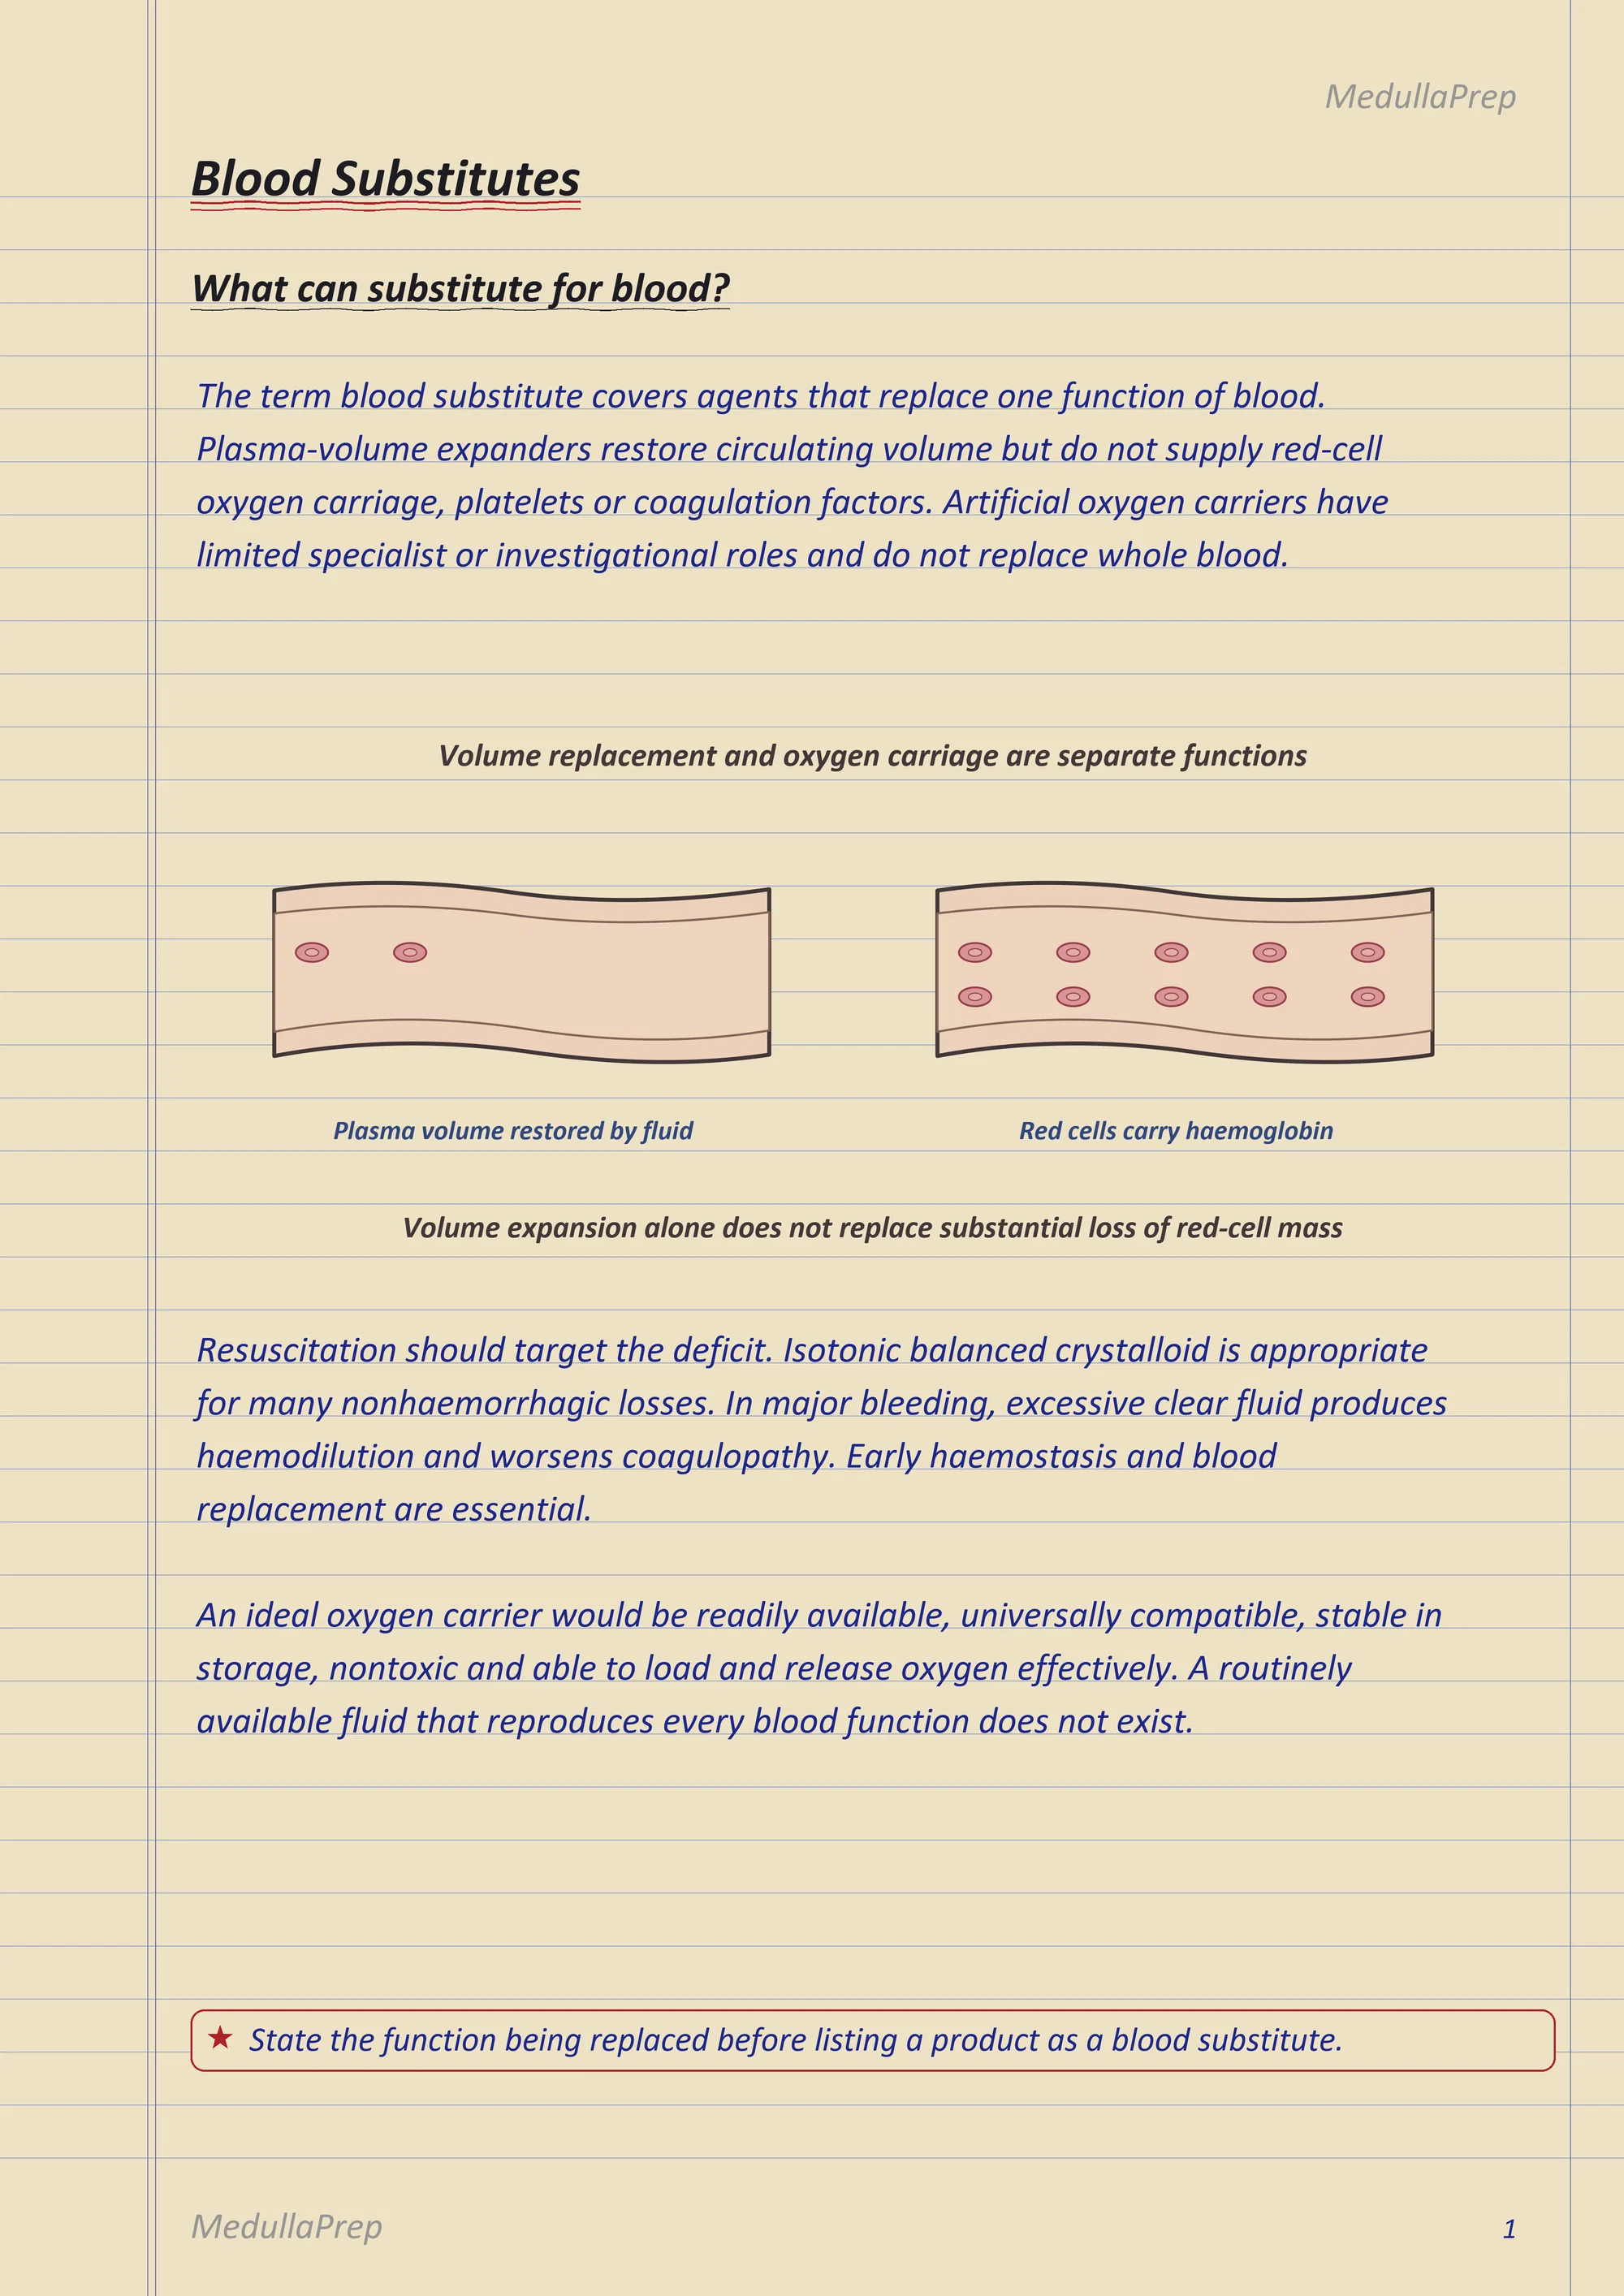 MedullaPrep
Blood Substitutes
What can substitute for blood?
The term blood substitute covers agents that replace one function of blood.
Plasma-volume expanders restore circulating volume but do not supply red-cell
oxygen carriage, platelets or coagulation factors. Artificial oxygen carriers have
limited specialist or investigational roles and do not replace whole blood.
Volume replacement and oxygen carriage are separate functions
Plasma volume restored by fluid
Red cells carry haemoglobin
Volume expansion alone does not replace substantial loss of red-cell mass
Resuscitation should target the deficit. Isotonic balanced crystalloid is appropriate
for many nonhaemorrhagic losses. In major bleeding, excessive clear fluid produces
haemodilution and worsens coagulopathy. Early haemostasis and blood
replacement are essential.
An ideal oxygen carrier would be readily available, universally compatible, stable in
storage, nontoxic and able to load and release oxygen effectively. A routinely
available fluid that reproduces every blood function does not exist.
★ State the function being replaced before listing a product as a blood substitute.
MedullaPrep
1